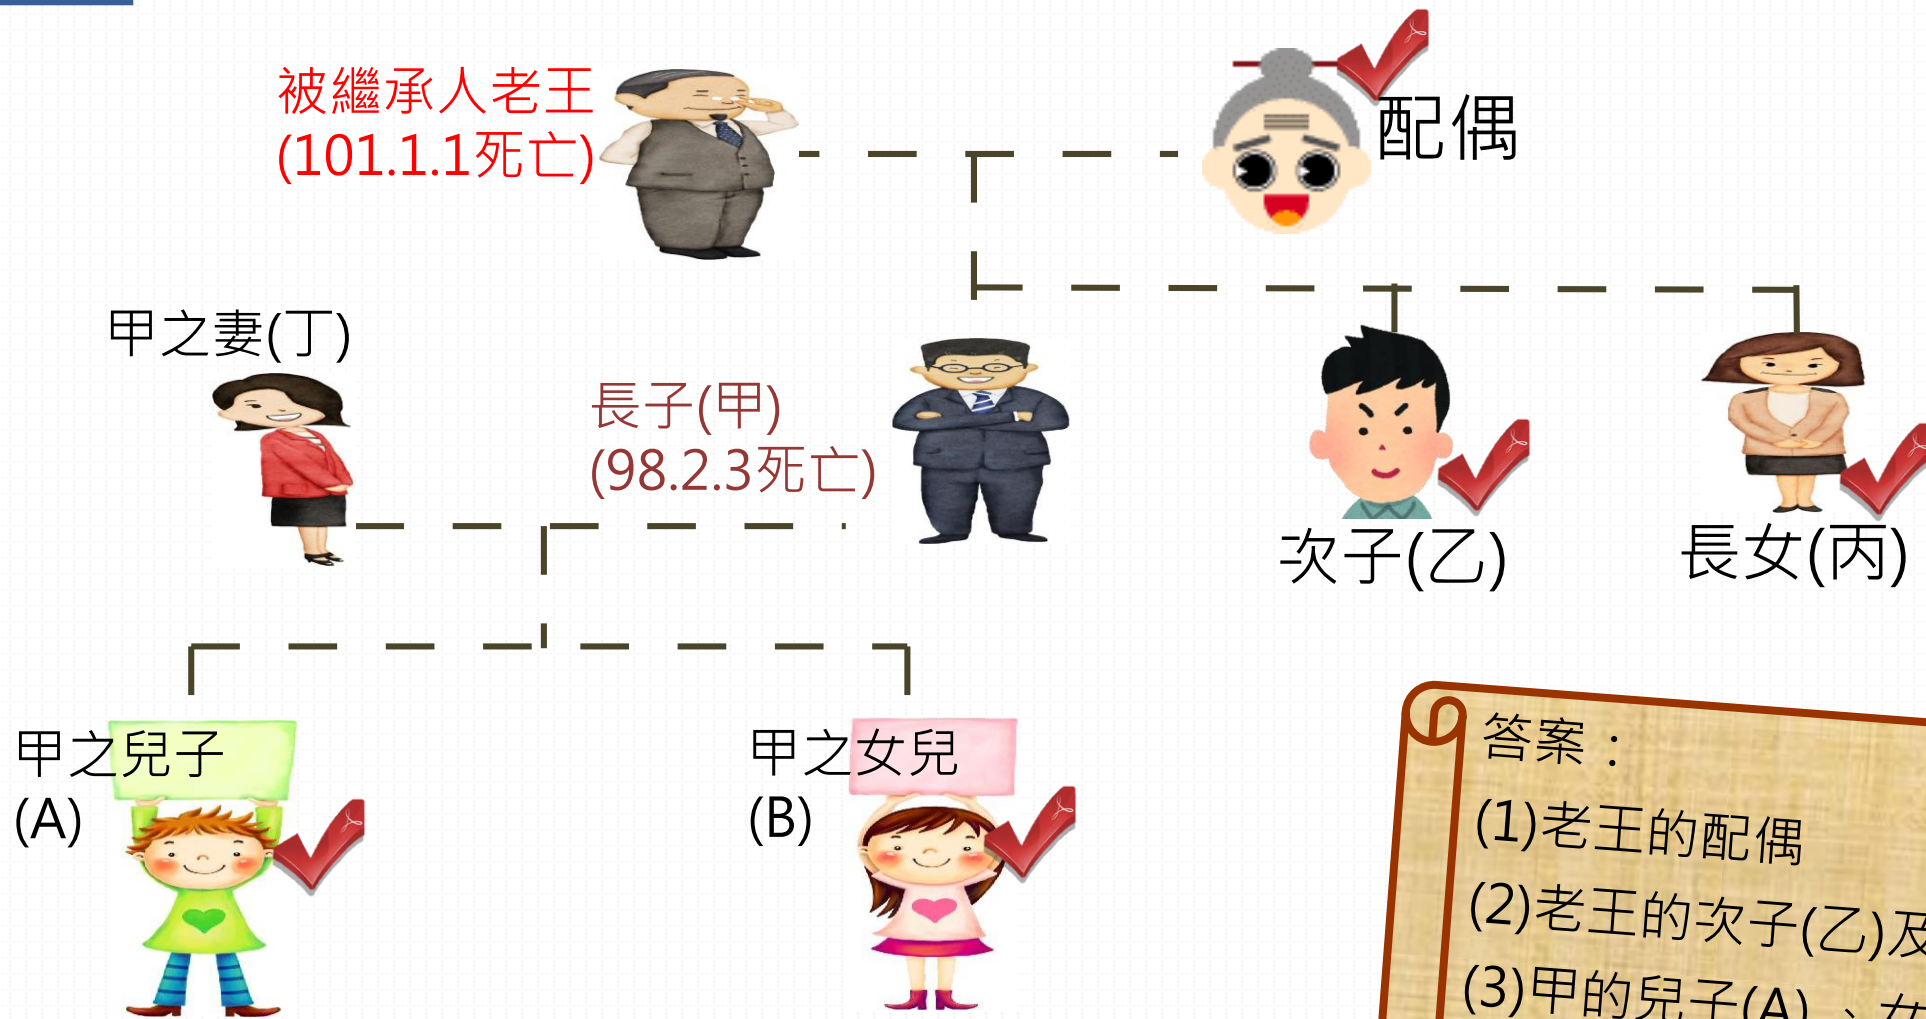 被繼承人老王
(101.1.1死亡)
配偶
甲之妻(丁)
長子(甲)
(98.2.3死亡)
次子(乙)
長女(丙)
甲之兒子
(A)
甲之女兒
(B)
答案：
(1)老王的配偶
(2)老王的次子(乙)及
(3)甲的兒子(A)、女